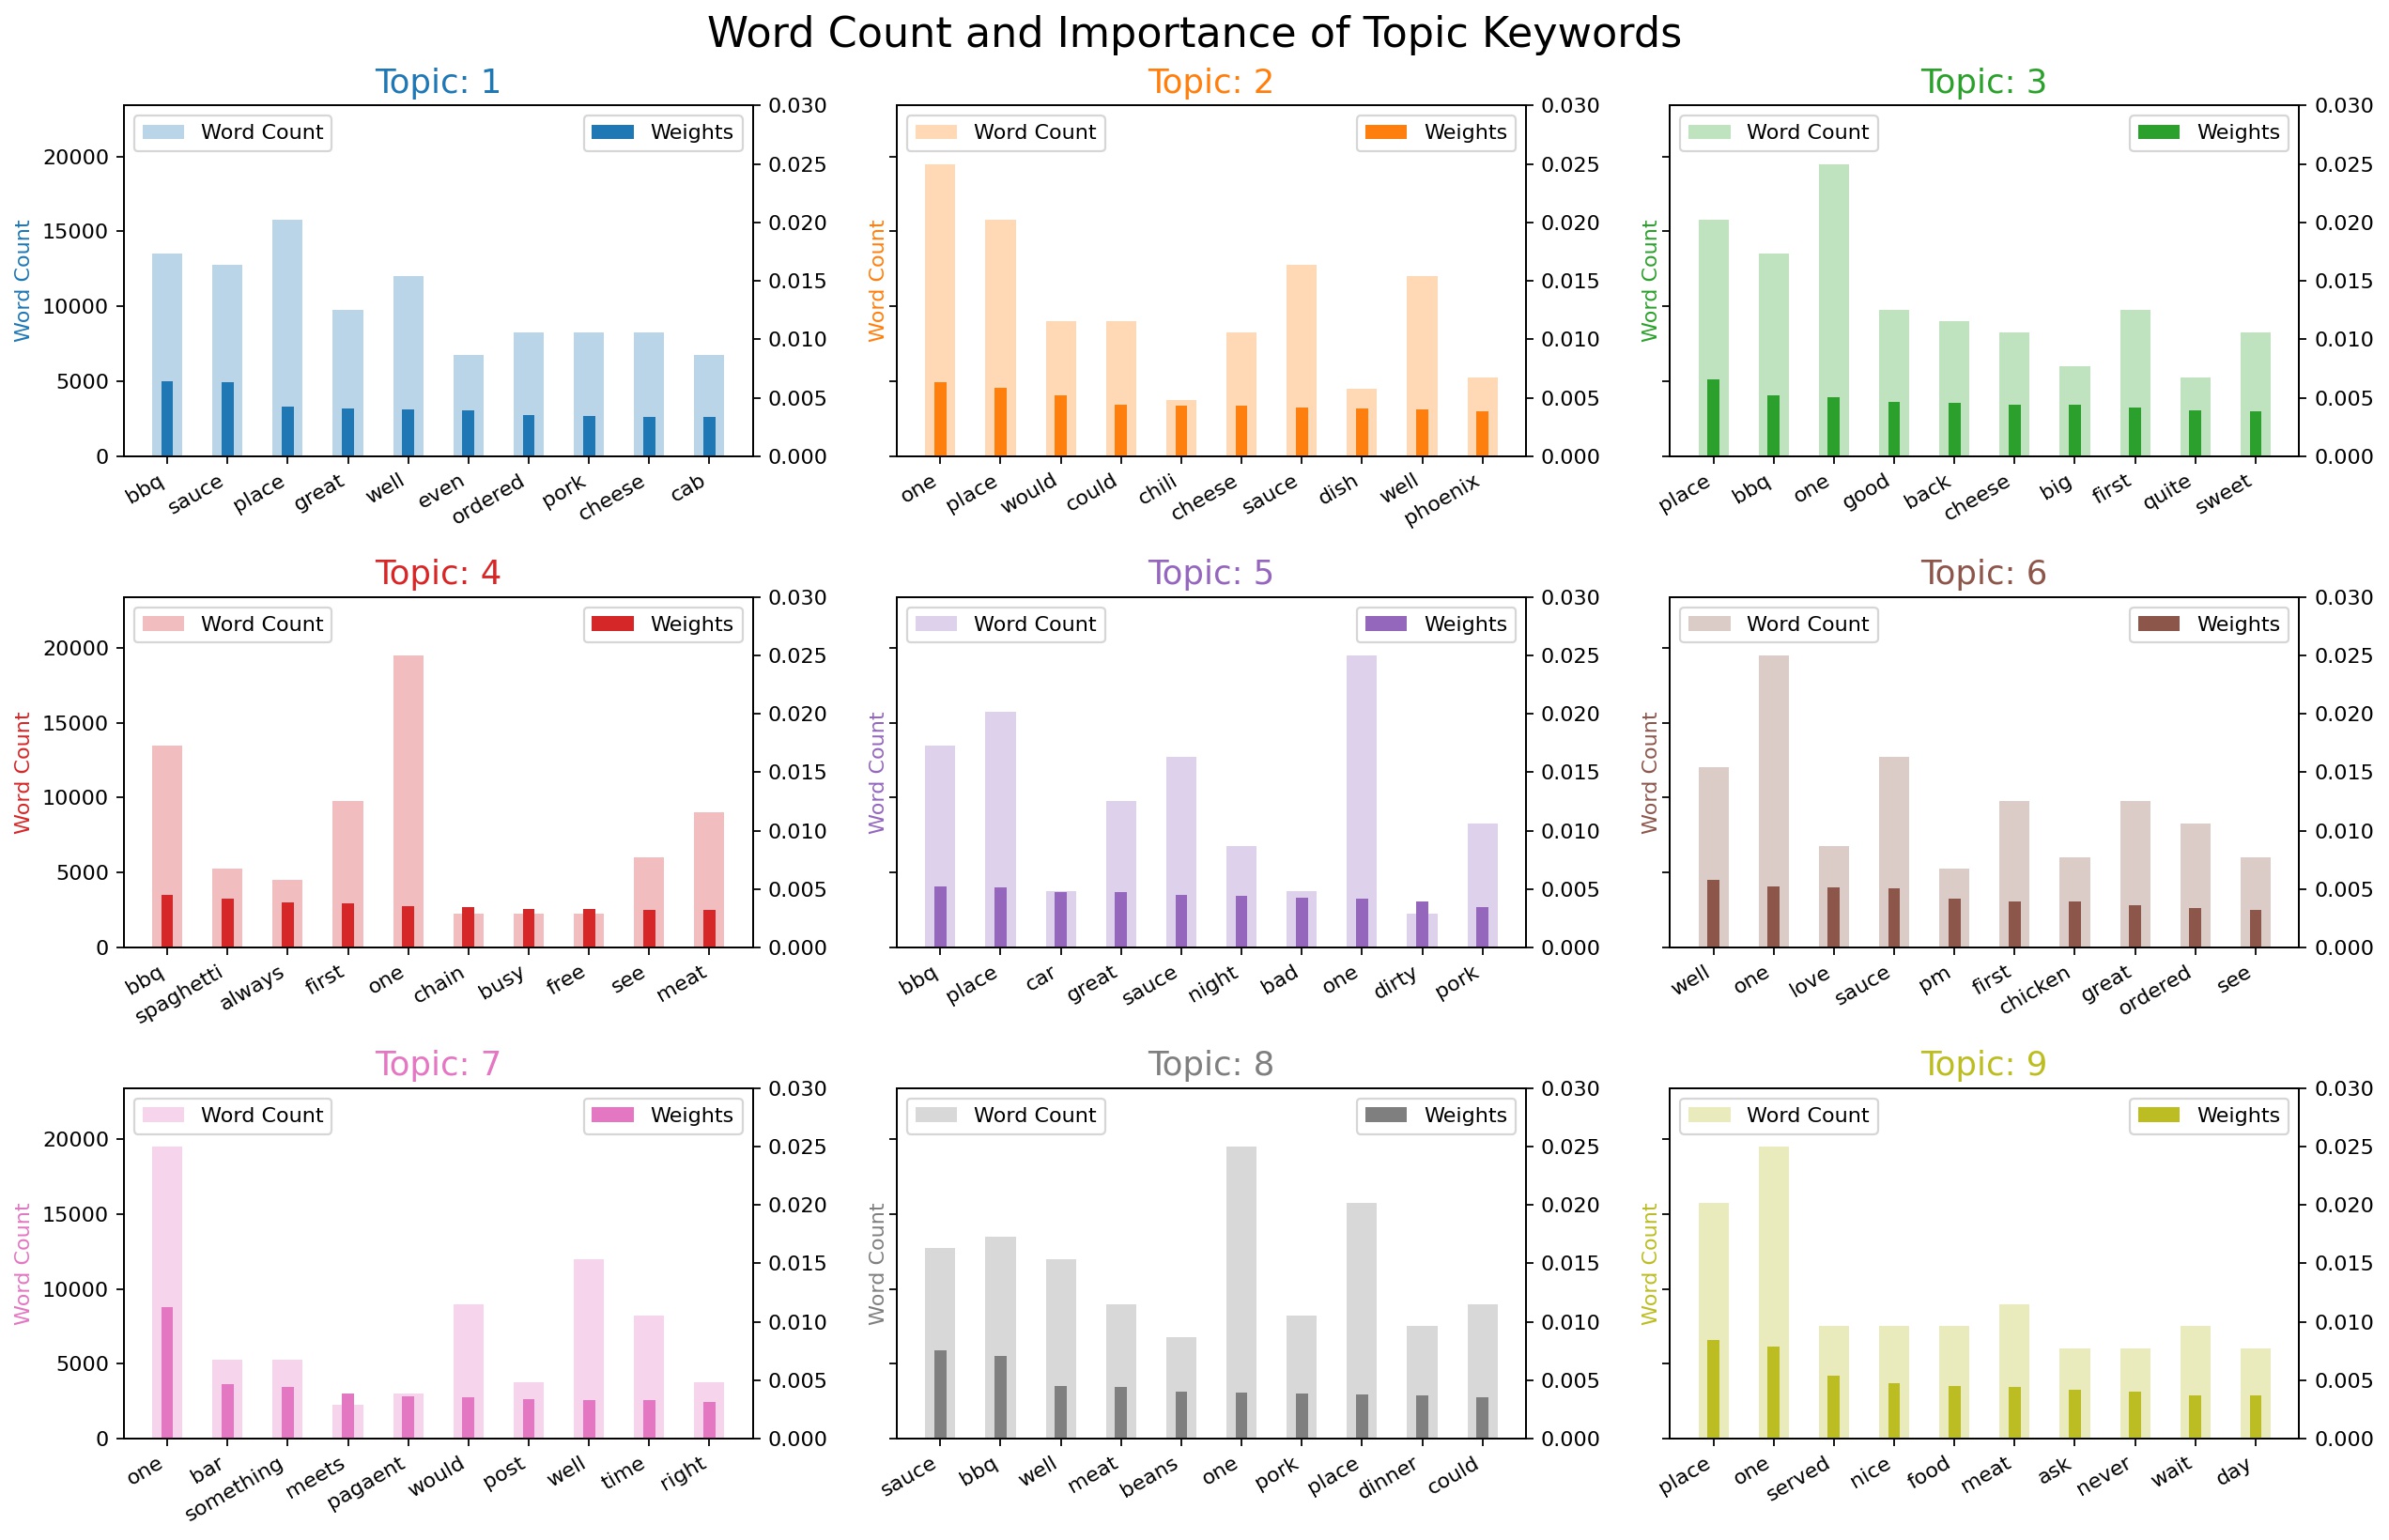 Word Count and Importance of Topic Keywords
Topic: 1
Word Count
Weights
Word Count
20000
15000
10000
5000
0
0.030
0.025
0.020
0.015
0.010
0.005
0.000
bbq sauce place great well even ordered pork cheese cab
Topic: 2
Word Count
Weights
Word Count
0.030
0.025
0.020
0.015
0.010
0.005
0.000
one place would could chili cheese sauce dish well phoenix
Topic: 3
Word Count
Weights
Word Count
0.030
0.025
0.020
0.015
0.010
0.005
0.000
place bbq one good back cheese big first quite sweet
Topic: 4
Word Count
Weights
Word Count
20000
15000
10000
5000
0
0.030
0.025
0.020
0.015
0.010
0.005
0.000
bbq spaghetti always first one chain busy free see meat
Topic: 5
Word Count
Weights
Word Count
0.030
0.025
0.020
0.015
0.010
0.005
0.000
bbq place car great sauce night bad one dirty pork
Topic: 6
Word Count
Weights
Word Count
0.030
0.025
0.020
0.015
0.010
0.005
0.000
well one love sauce pm first chicken great ordered see
Topic: 7
Word Count
Weights
Word Count
20000
15000
10000
5000
0
0.030
0.025
0.020
0.015
0.010
0.005
0.000
one bar something meets pagaent would post well time right
Topic: 8
Word Count
Weights
Word Count
0.030
0.025
0.020
0.015
0.010
0.005
0.000
sauce bbq well meat beans one pork place dinner could
Topic: 9
Word Count
Weights
Word Count
0.030
0.025
0.020
0.015
0.010
0.005
0.000
place one served nice food meat ask never wait day